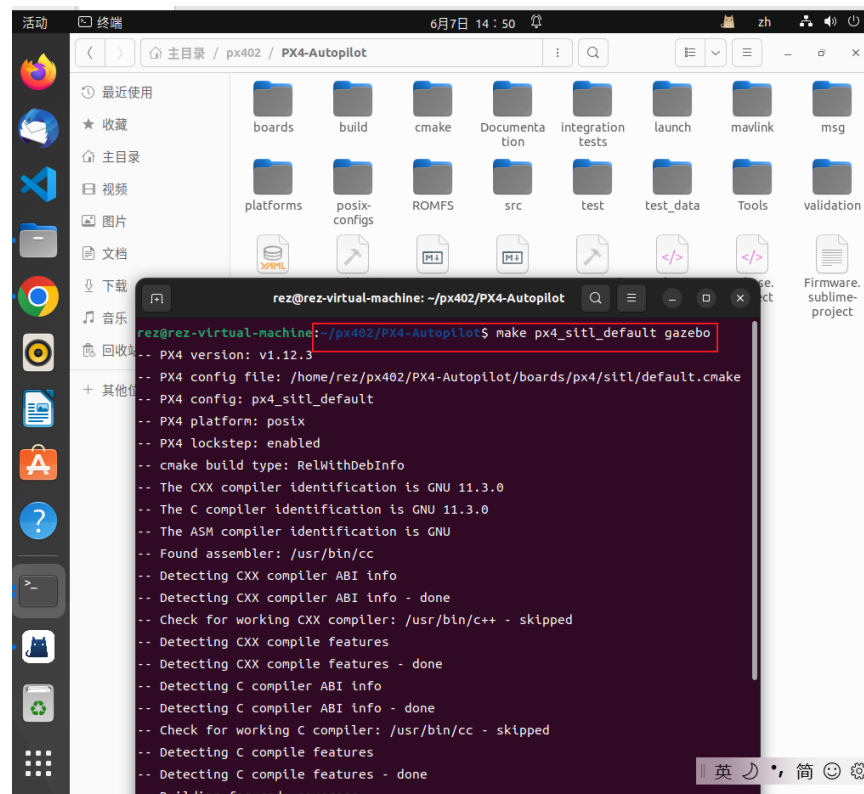 活动 终端 6月7日 14：50 zh
主目录 / px402 / PX4-Autopilot
最近使用
收藏
主目录
视频
图片
文档
下载
音乐
回收站
+ 其他位
boards build cmake Documentation integrationtests launch mavlink msg
platforms posix-configs ROMFS src test test_data Tools validation
YAML M↓ M↓ </> </>
Firmware.sublime-project
rez@rez-virtual-machine: ~/px402/PX4-Autopilot
rez@rez-virtual-machine:~/px402/PX4-Autopilot$ make px4_sitl_default gazebo
-- PX4 version: v1.12.3
-- PX4 config file: /home/rez/px402/PX4-Autopilot/boards/px4/sitl/default.cmake
-- PX4 config: px4_sitl_default
-- PX4 platform: posix
-- PX4 lockstep: enabled
-- cmake build type: RelWithDebInfo
-- The CXX compiler identification is GNU 11.3.0
-- The C compiler identification is GNU 11.3.0
-- The ASM compiler identification is GNU
-- Found assembler: /usr/bin/cc
-- Detecting CXX compiler ABI info
-- Detecting CXX compiler ABI info - done
-- Check for working CXX compiler: /usr/bin/c++ - skipped
-- Detecting CXX compile features
-- Detecting CXX compile features - done
-- Detecting C compiler ABI info
-- Detecting C compiler ABI info - done
-- Check for working C compiler: /usr/bin/cc - skipped
-- Detecting C compile features
-- Detecting C compile features - done
英 简